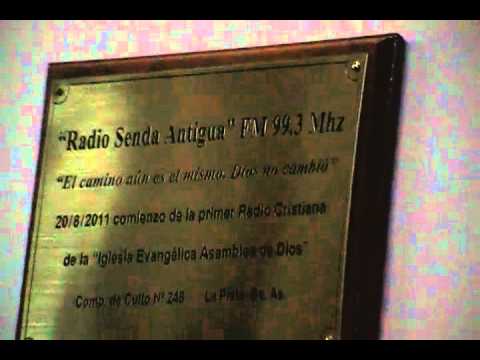 "Radio Senda Antigua" FM 99,3 Mhz
"El camino aún es el mismo, Dios no cambió"
20/8/2011 comienzo de la primer Radio Cristiana
de la "Iglesia Evangélica Asamblea de Dios"
Comp. de Culto Nº 248 La Plata-Bs. As.